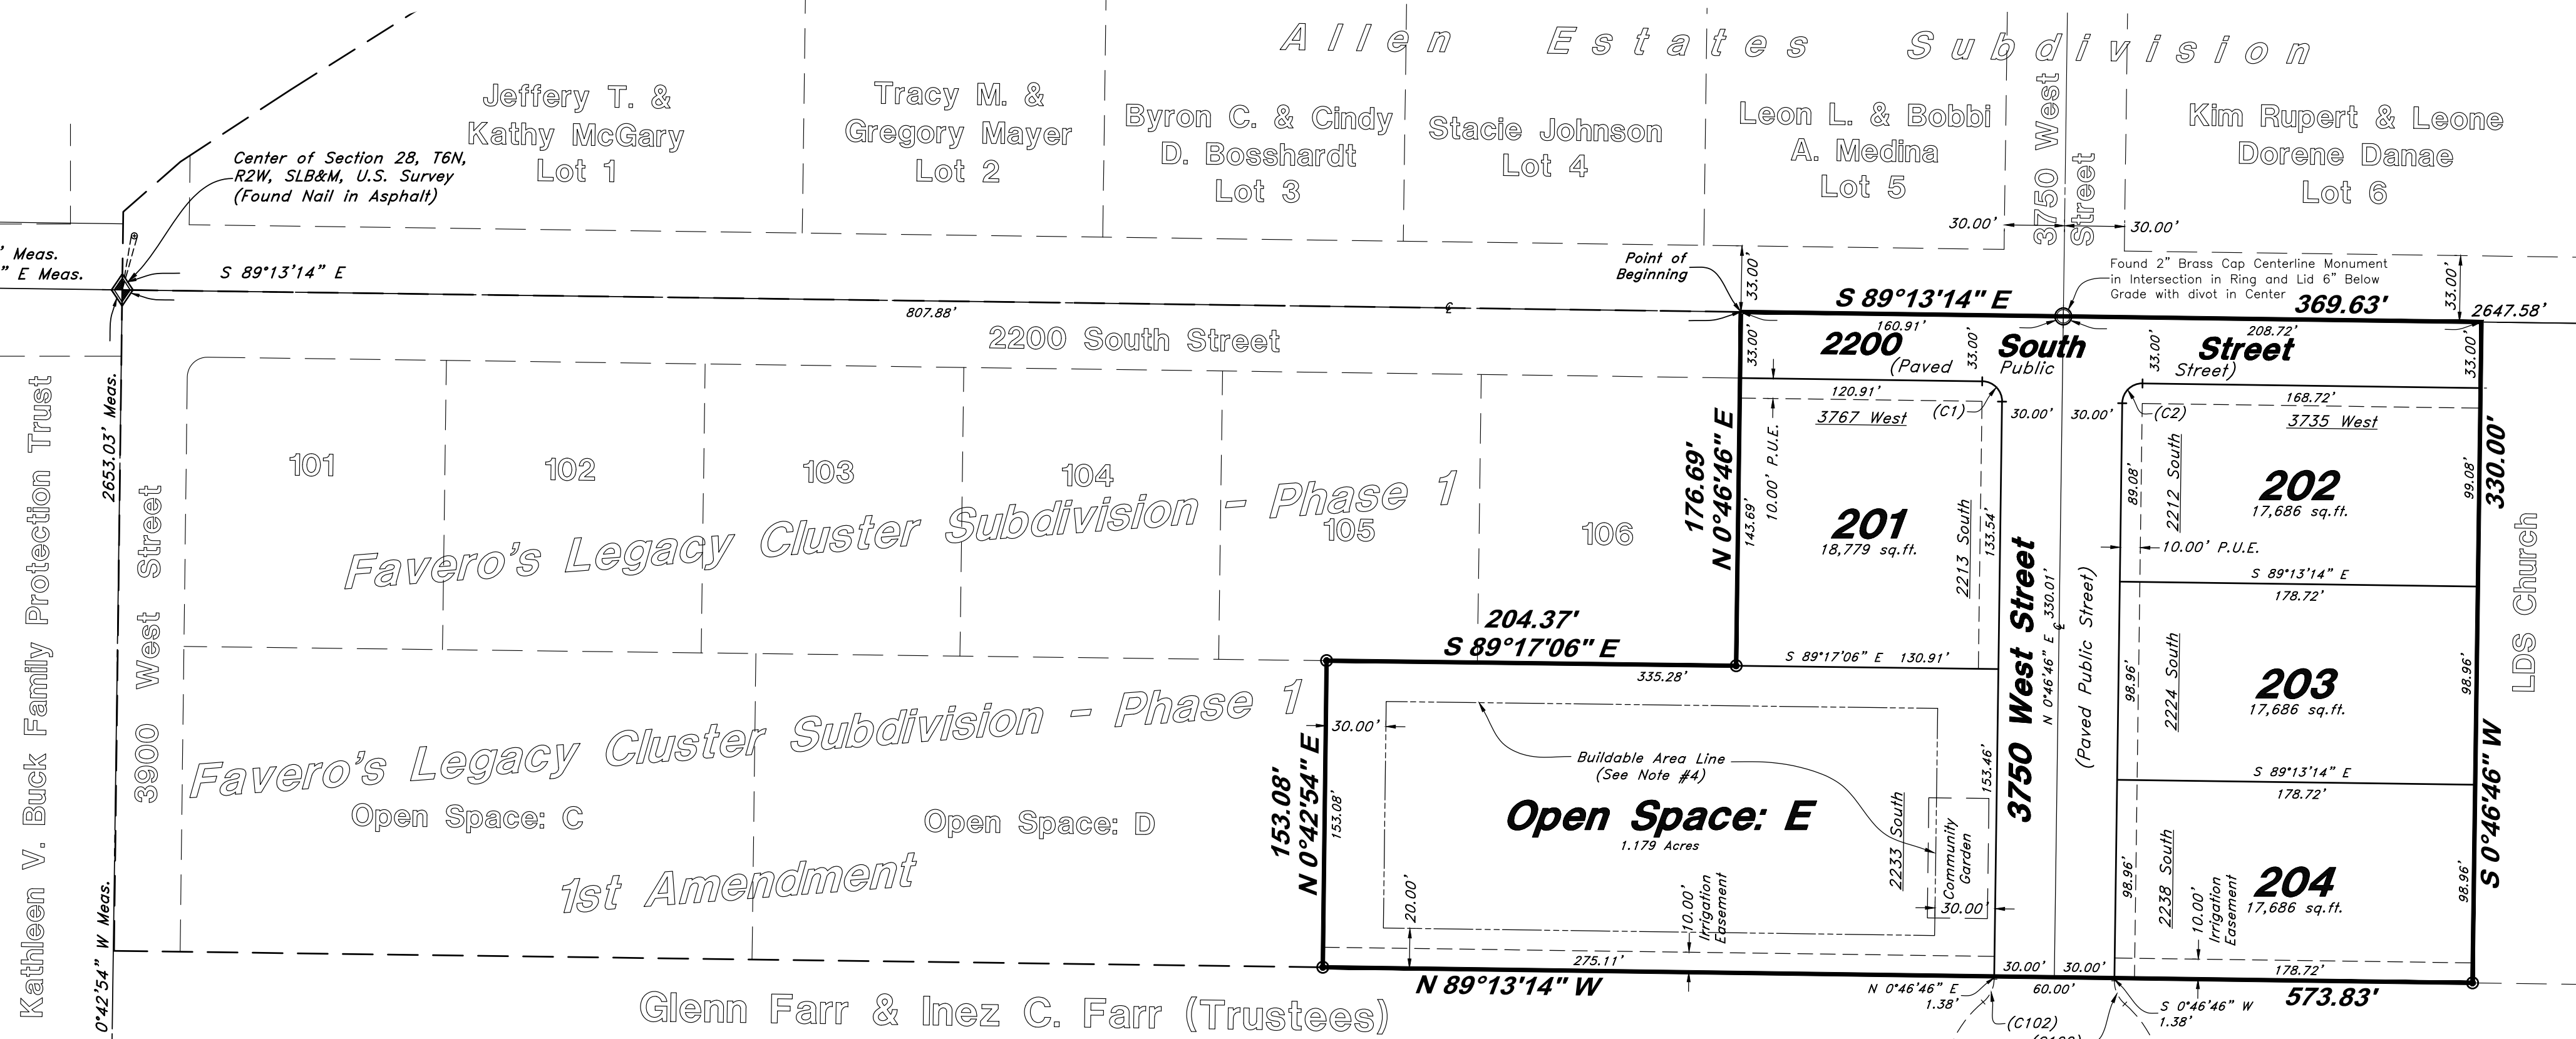 Allen Estates Subdivision
Jeffery T. &
Kathy McGary
Lot 1
Tracy M. &
Gregory Mayer
Lot 2
Byron C. & Cindy
D. Bosshardt
Lot 3
Stacie Johnson
Lot 4
Leon L. & Bobbi
A. Medina
Lot 5
3750 West
Street
Kim Rupert & Leone
Dorene Danae
Lot 6
Center of Section 28, T6N,
R2W, SLB&M, U.S. Survey
(Found Nail in Asphalt)
30.00'
30.00'
' Meas.
" E Meas.
S 89°13'14" E
807.88'
2200 South Street
Point of
Beginning
33.00'
S 89°13'14" E
Found 2" Brass Cap Centerline Monument
in Intersection in Ring and Lid 6" Below
Grade with divot in Center
369.63'
33.00'
2647.58'
160.91'
208.72'
33.00'
2200 South Street
33.00'
33.00'
33.00'
(Paved Public Street)
120.91'
(C1)
30.00'
30.00'
(C2)
168.72'
3767 West
3735 West
Kathleen V. Buck Family Protection Trust
2653.03' Meas.
0°42'54" W Meas.
3900 West Street
101
102
103
104
105
106
Favero's Legacy Cluster Subdivision - Phase 1
176.69'
N 0°46'46" E
143.69'
10.00' P.U.E.
201
18,779 sq.ft.
2213 South
133.54'
89.08'
2212 South
202
17,686 sq.ft.
99.08'
330.00'
10.00' P.U.E.
S 89°13'14" E
178.72'
LDS Church
204.37'
S 89°17'06" E
S 89°17'06" E 130.91'
335.28'
3750 West Street
N 0°46'46" E 330.01'
(Paved Public Street)
98.96'
2224 South
203
17,686 sq.ft.
98.96'
S 89°13'14" E
178.72'
Favero's Legacy Cluster Subdivision - Phase 1
Open Space: C
Open Space: D
1st Amendment
153.08'
N 0°42'54" E
153.08'
30.00'
Buildable Area Line
(See Note #4)
Open Space: E
1.179 Acres
2233 South
Community
Garden
153.46'
30.00'
20.00'
10.00'
Irrigation
Easement
98.96'
2238 South
10.00'
Irrigation
Easement
204
17,686 sq.ft.
98.96'
S 0°46'46" W
275.11'
30.00'
30.00'
178.72'
N 89°13'14" W
N 0°46'46" E
1.38'
60.00'
S 0°46'46" W
1.38'
573.83'
Glenn Farr & Inez C. Farr (Trustees)
(C102)